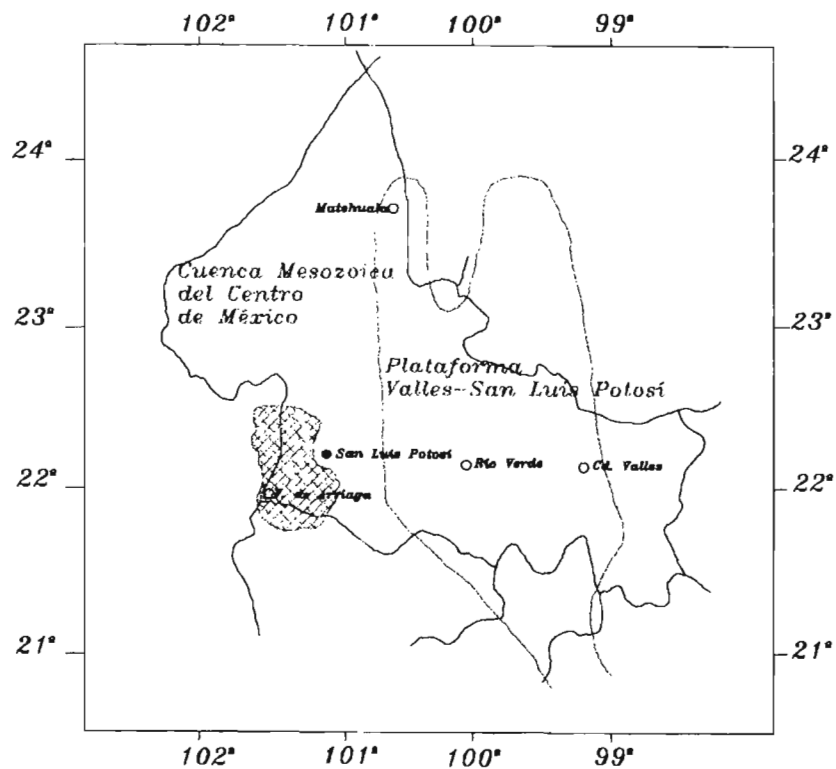 102° 101° 100° 99°
24° 24°
Matehuala
Cuenca Mesozoica
del Centro
de México
23° 23°
Plataforma
Valles-San Luis Potosí
San Luis Potosí
Río Verde
Cd. Valles
22° 22°
de Arriaga
21° 21°
102° 101° 100° 99°